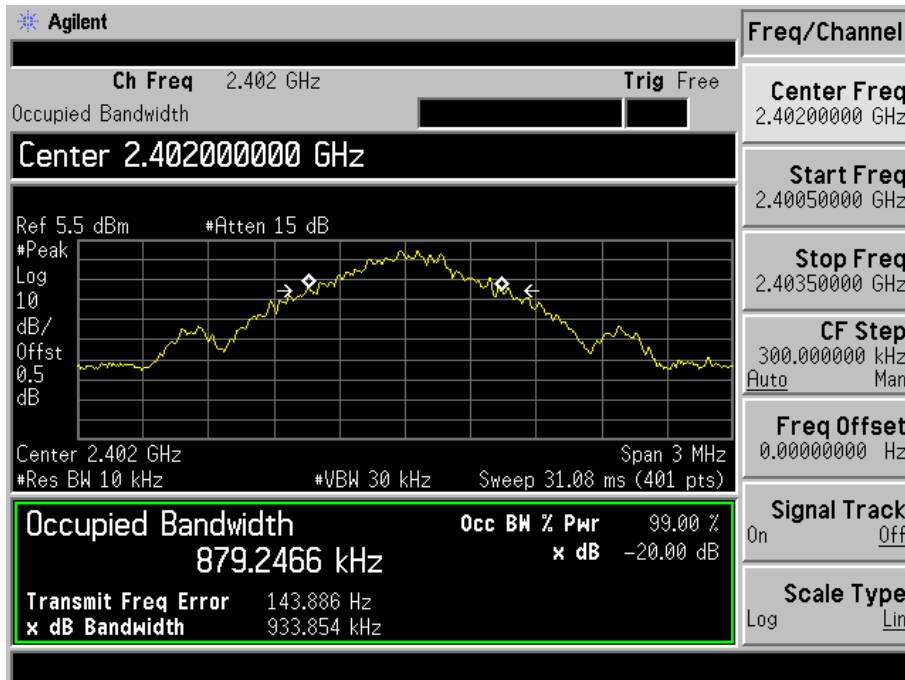 Agilent
Freq/Channel
Ch Freq 2.402 GHz Trig Free
Occupied Bandwidth
Center 2.402000000 GHz
Ref 5.5 dBm #Atten 15 dB
#Peak
Log
10
dB/
Offst
0.5
dB
Center 2.402 GHz Span 3 MHz
#Res BW 10 kHz #VBW 30 kHz Sweep 31.08 ms (401 pts)
Occupied Bandwidth
879.2466 kHz
Occ BW % Pwr 99.00 %
x dB -20.00 dB
Transmit Freq Error 143.886 Hz
x dB Bandwidth 933.854 kHz
Center Freq
2.40200000 GHz
Start Freq
2.40050000 GHz
Stop Freq
2.40350000 GHz
CF Step
300.000000 kHz
Auto Man
Freq Offset
0.00000000 Hz
Signal Track
On Off
Scale Type
Log Lin